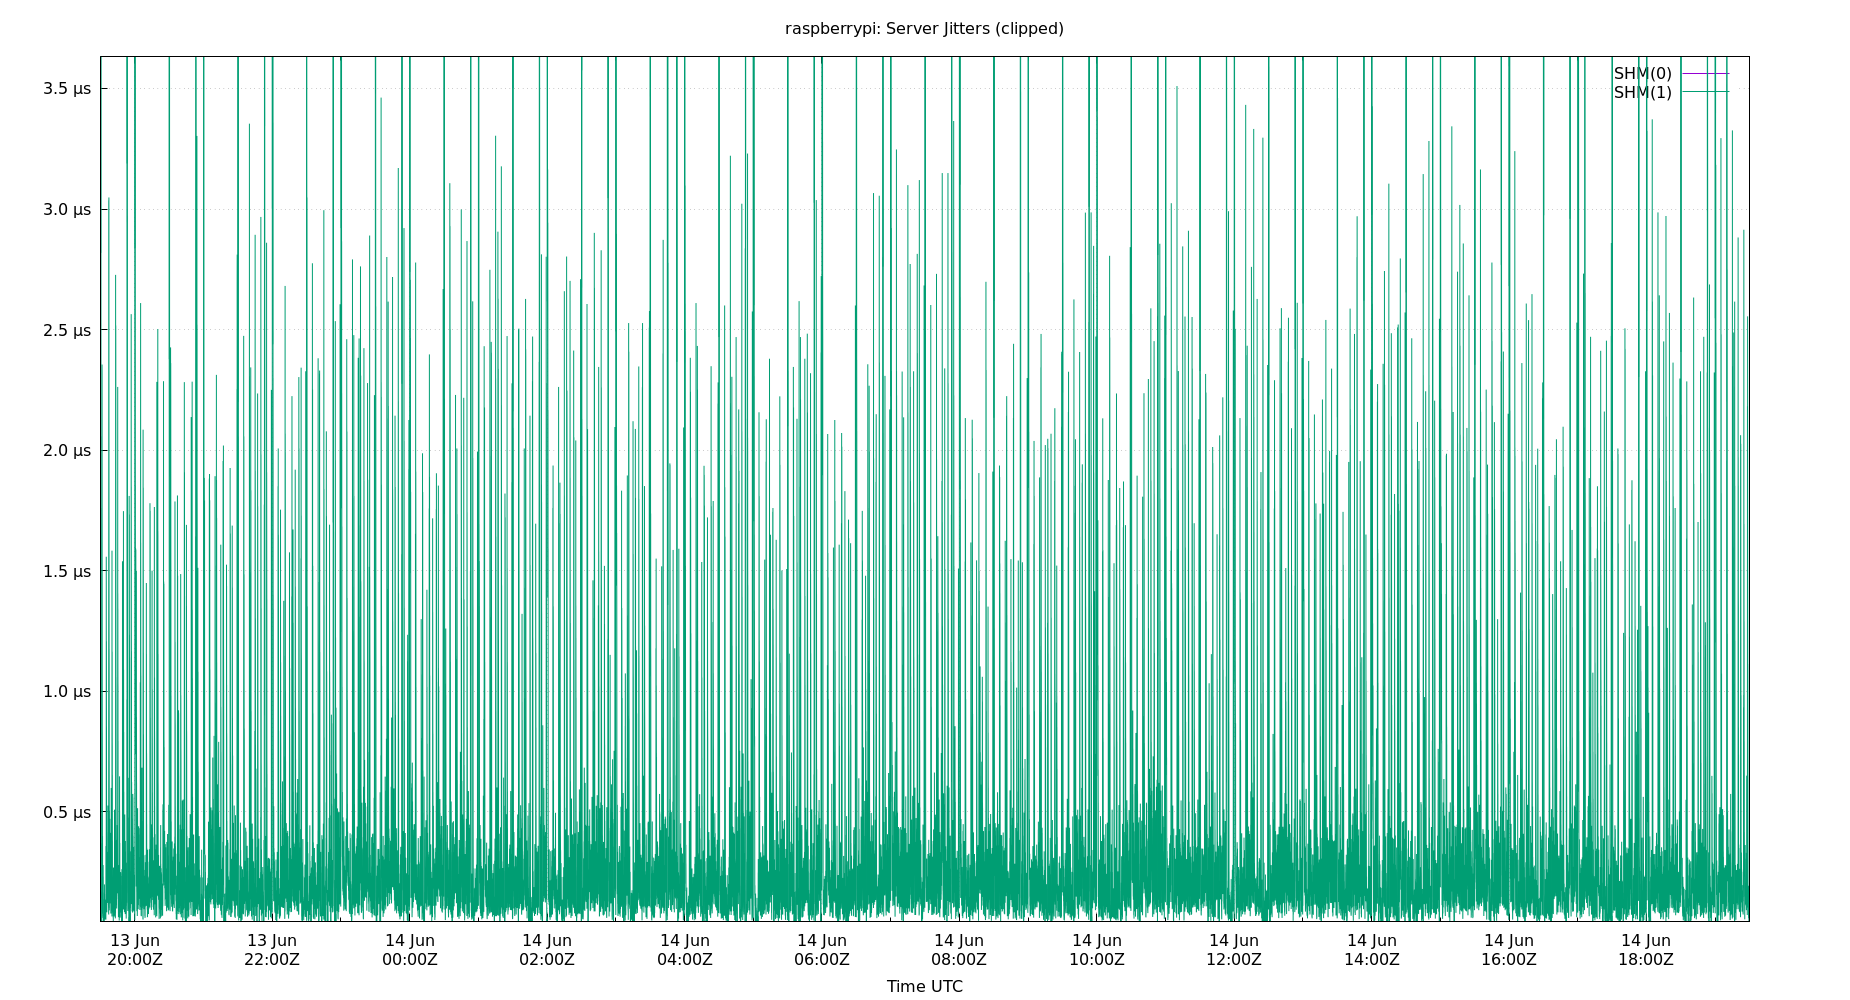 raspberrypi: Server Jitters (clipped)
SHM(0)
SHM(1)
3.5 µs
3.0 µs
2.5 µs
2.0 µs
1.5 µs
1.0 µs
0.5 µs
13 Jun 13 Jun 14 Jun 14 Jun 14 Jun 14 Jun 14 Jun 14 Jun 14 Jun 14 Jun 14 Jun 14 Jun
20:00Z 22:00Z 00:00Z 02:00Z 04:00Z 06:00Z 08:00Z 10:00Z 12:00Z 14:00Z 16:00Z 18:00Z
Time UTC